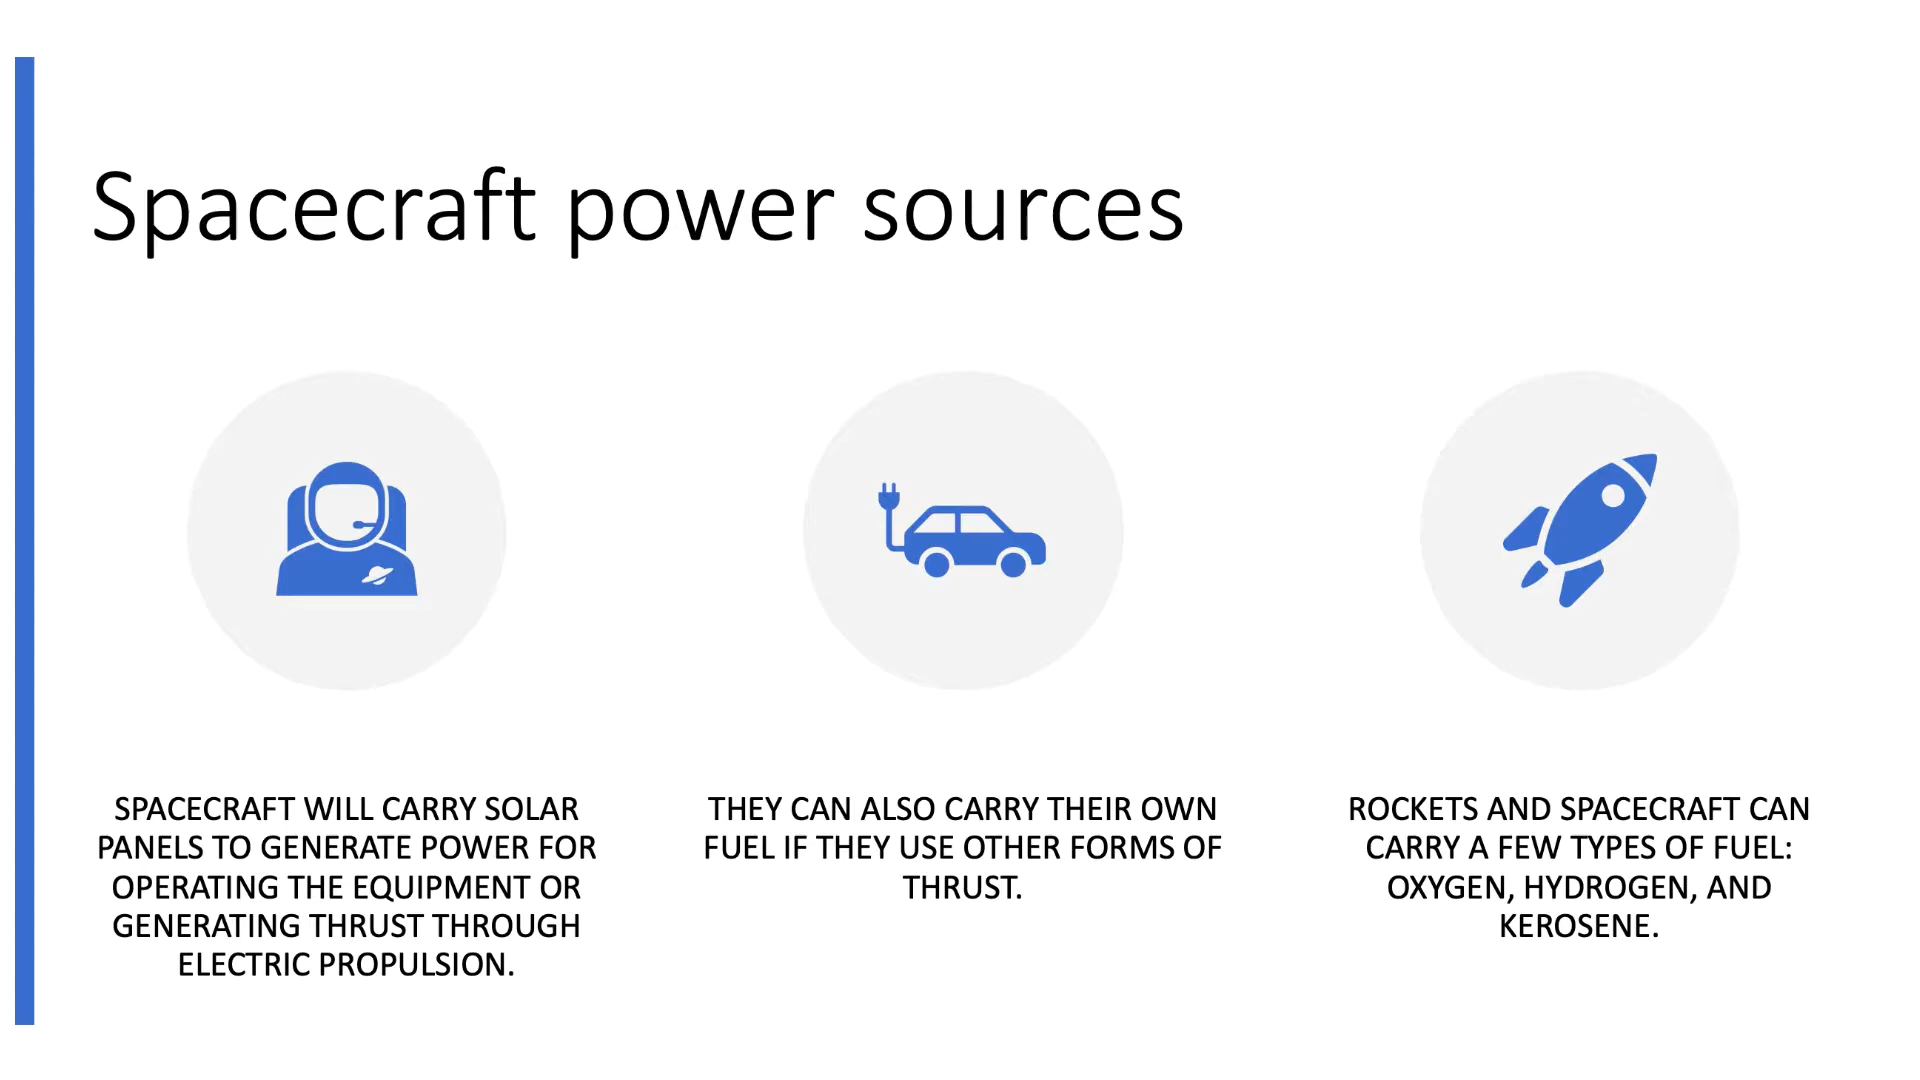 Spacecraft power sources
SPACECRAFT WILL CARRY SOLAR
PANELS TO GENERATE POWER FOR
OPERATING THE EQUIPMENT OR
GENERATING THRUST THROUGH
ELECTRIC PROPULSION.
THEY CAN ALSO CARRY THEIR OWN
FUEL IF THEY USE OTHER FORMS OF
THRUST.
ROCKETS AND SPACECRAFT CAN
CARRY A FEW TYPES OF FUEL:
OXYGEN, HYDROGEN, AND
KEROSENE.